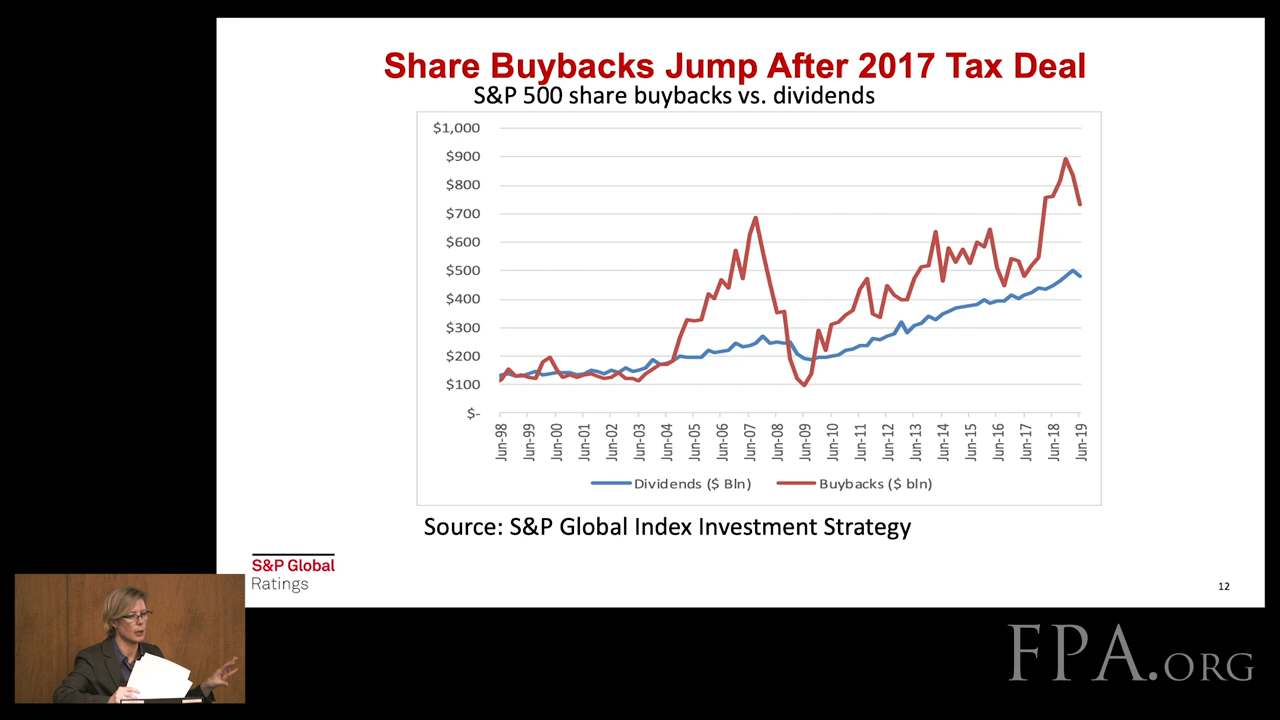 Share Buybacks Jump After 2017 Tax Deal
S&P 500 share buybacks vs. dividends
$1,000
$900
$800
$700
$600
$500
$400
$300
$200
$100
$-
Jun-98
Jun-99
Jun-00
Jun-01
Jun-02
Jun-03
Jun-04
Jun-05
Jun-06
Jun-07
Jun-08
Jun-09
Jun-10
Jun-11
Jun-12
Jun-13
Jun-14
Jun-15
Jun-16
Jun-17
Jun-18
Jun-19
Dividends ($ Bln) Buybacks ($ bln)
Source: S&P Global Index Investment Strategy
S&P Global
Ratings
12
FPA.ORG